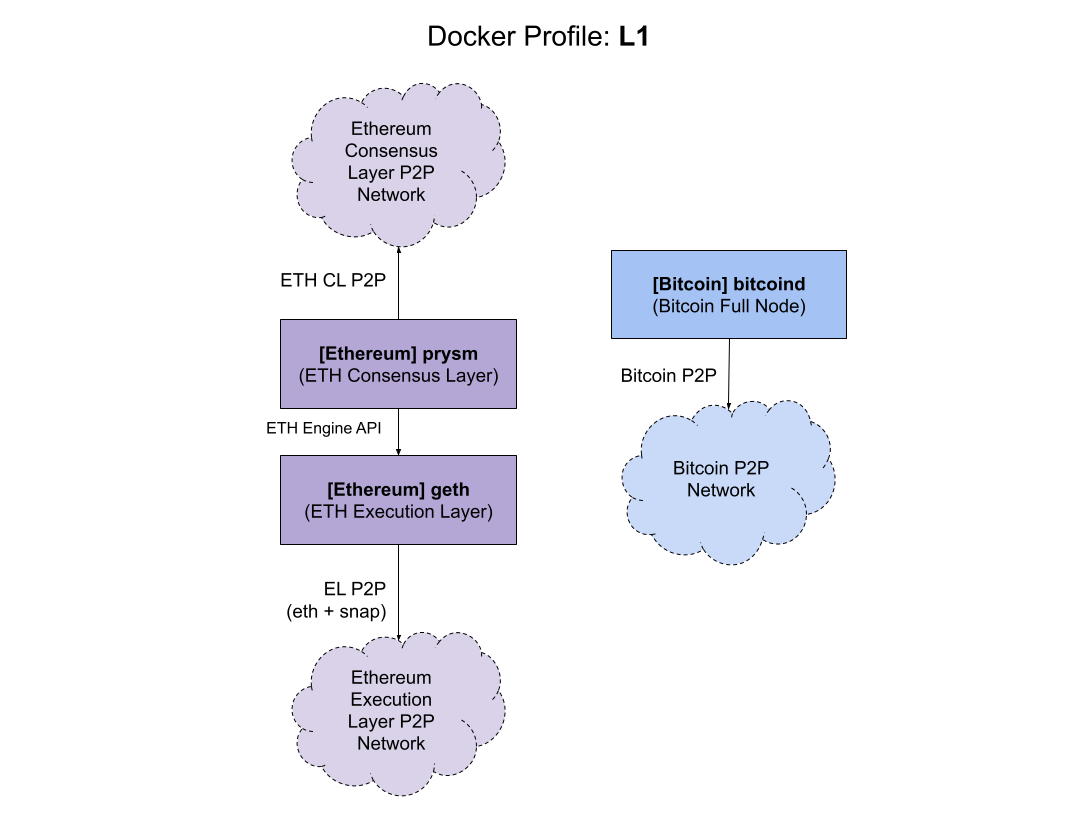 Docker Profile: L1
Ethereum
Consensus
Layer P2P
Network
ETH CL P2P
[Ethereum] prysm
(ETH Consensus Layer)
ETH Engine API
[Ethereum] geth
(ETH Execution Layer)
EL P2P
(eth + snap)
Ethereum
Execution
Layer P2P
Network
[Bitcoin] bitcoind
(Bitcoin Full Node)
Bitcoin P2P
Bitcoin P2P
Network